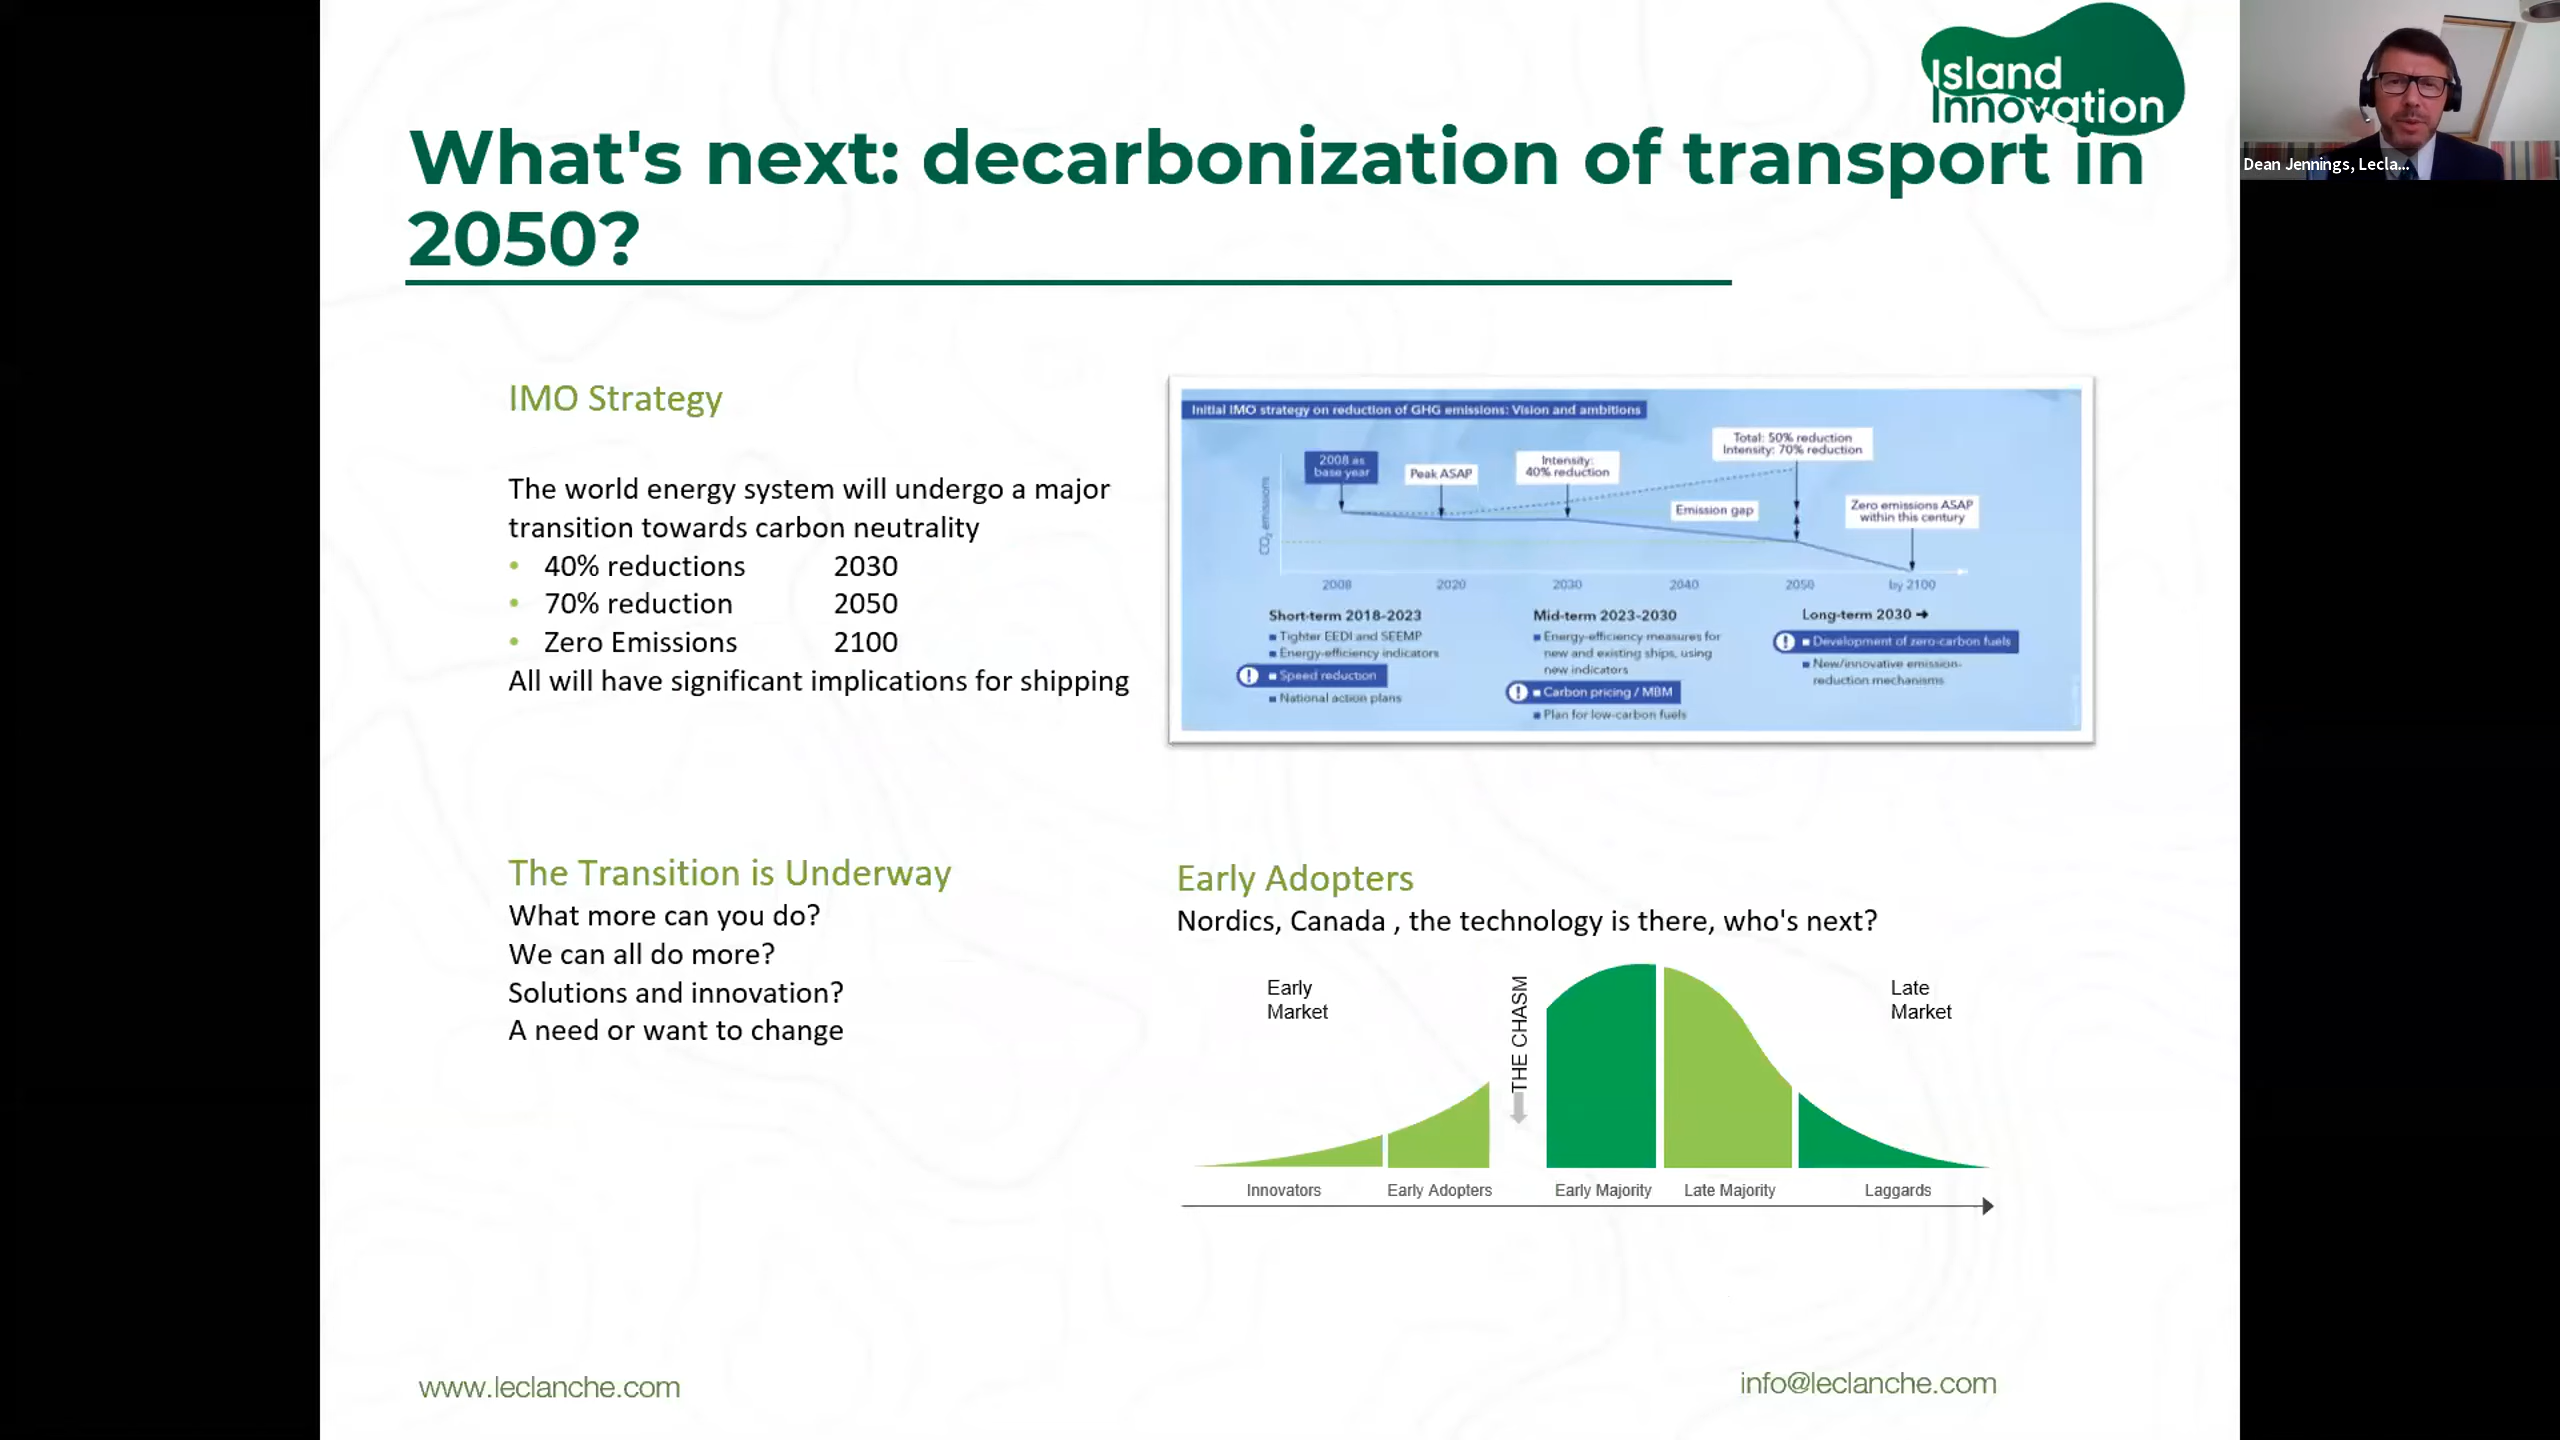 Island
Innovation
What's next: decarbonization of transport in
2050?
Dean Jennings, Lecla...
IMO Strategy
The world energy system will undergo a major
transition towards carbon neutrality
• 40% reductions 2030
• 70% reduction 2050
• Zero Emissions 2100
All will have significant implications for shipping
Initial IMO strategy on reduction of GHG emissions: Vision and ambitions
CO2 emissions
2008 as
base year
Peak ASAP
Intensity:
40% reduction
Total: 50% reduction
Intensity: 70% reduction
Emission gap
Zero emissions ASAP
within this century
2008 2020 2030 2040 2050 by 2100
Short-term 2018-2023
Tighter EEDI and SEEMP
Energy-efficiency indicators
! Speed reduction
National action plans
Mid-term 2023-2030
Energy-efficiency measures for
new and existing ships, using
new indicators
! Carbon pricing / MBM
Plan for low-carbon fuels
Long-term 2030 →
! Development of zero-carbon fuels
New/innovative emission-
reduction mechanisms
The Transition is Underway
What more can you do?
We can all do more?
Solutions and innovation?
A need or want to change
Early Adopters
Nordics, Canada , the technology is there, who's next?
Early
Market
THE CHASM
Late
Market
Innovators Early Adopters Early Majority Late Majority Laggards
www.leclanche.com
info@leclanche.com